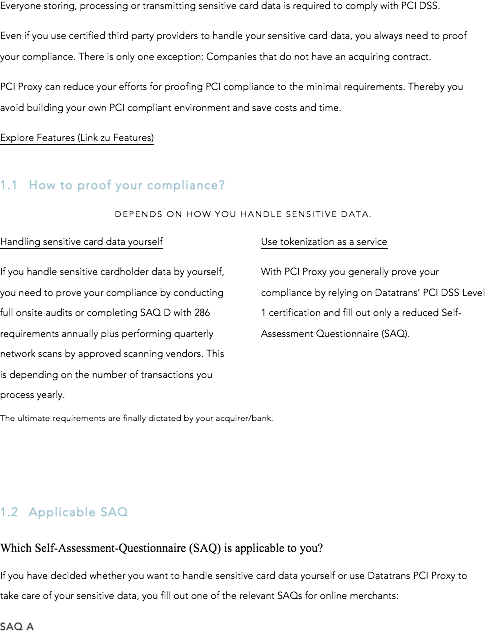 Everyone storing, processing or transmitting sensitive card data is required to comply with PCI DSS.
Even if you use certified third party providers to handle your sensitive card data, you always need to proof
your compliance. There is only one exception: Companies that do not have an acquiring contract.
PCI Proxy can reduce your efforts for proofing PCI compliance to the minimal requirements. Thereby you
avoid building your own PCI compliant environment and save costs and time.
Explore Features (Link zu Features)
1.1 How to proof your compliance?
DEPENDS ON HOW YOU HANDLE SENSITIVE DATA.
Handling sensitive card data yourself
If you handle sensitive cardholder data by yourself,
you need to prove your compliance by conducting
full onsite audits or completing SAQ D with 286
requirements annually plus performing quarterly
network scans by approved scanning vendors. This
is depending on the number of transactions you
process yearly.
Use tokenization as a service
With PCI Proxy you generally prove your
compliance by relying on Datatrans' PCI DSS Level
1 certification and fill out only a reduced Self-
Assessment Questionnaire (SAQ).
The ultimate requirements are finally dictated by your acquirer/bank.
1.2 Applicable SAQ
Which Self-Assessment-Questionnaire (SAQ) is applicable to you?
If you have decided whether you want to handle sensitive card data yourself or use Datatrans PCI Proxy to
take care of your sensitive data, you fill out one of the relevant SAQs for online merchants:
SAQ A